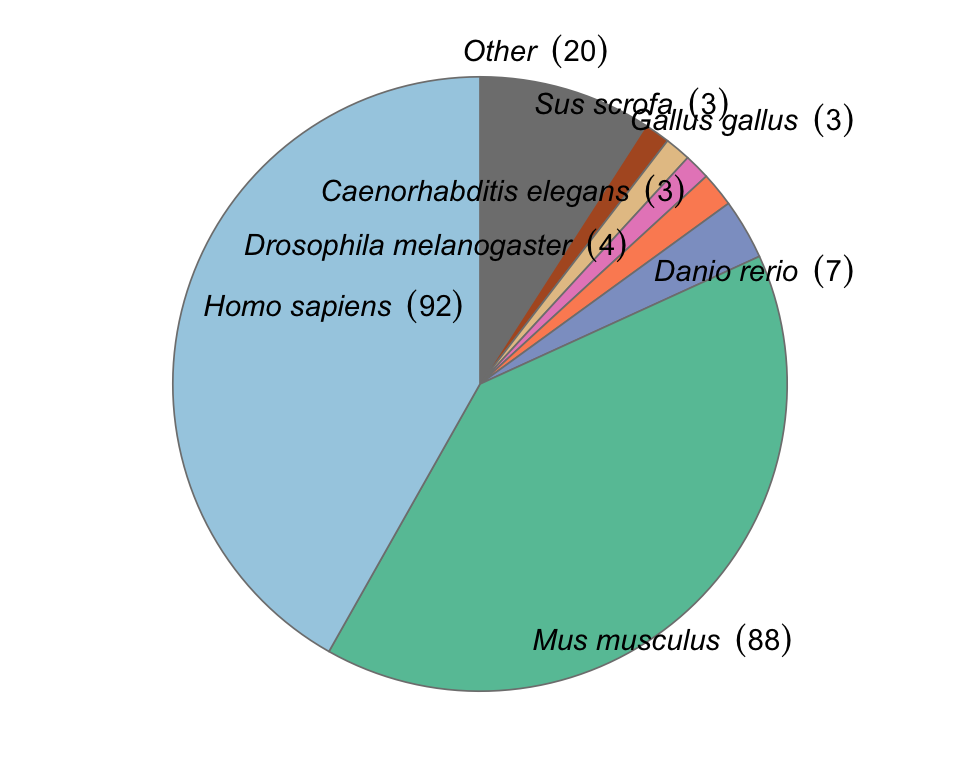 Other (20)
Sus scrofa (3)
Gallus gallus (3)
Caenorhabditis elegans (3)
Drosophila melanogaster (4)
Danio rerio (7)
Homo sapiens (92)
Mus musculus (88)